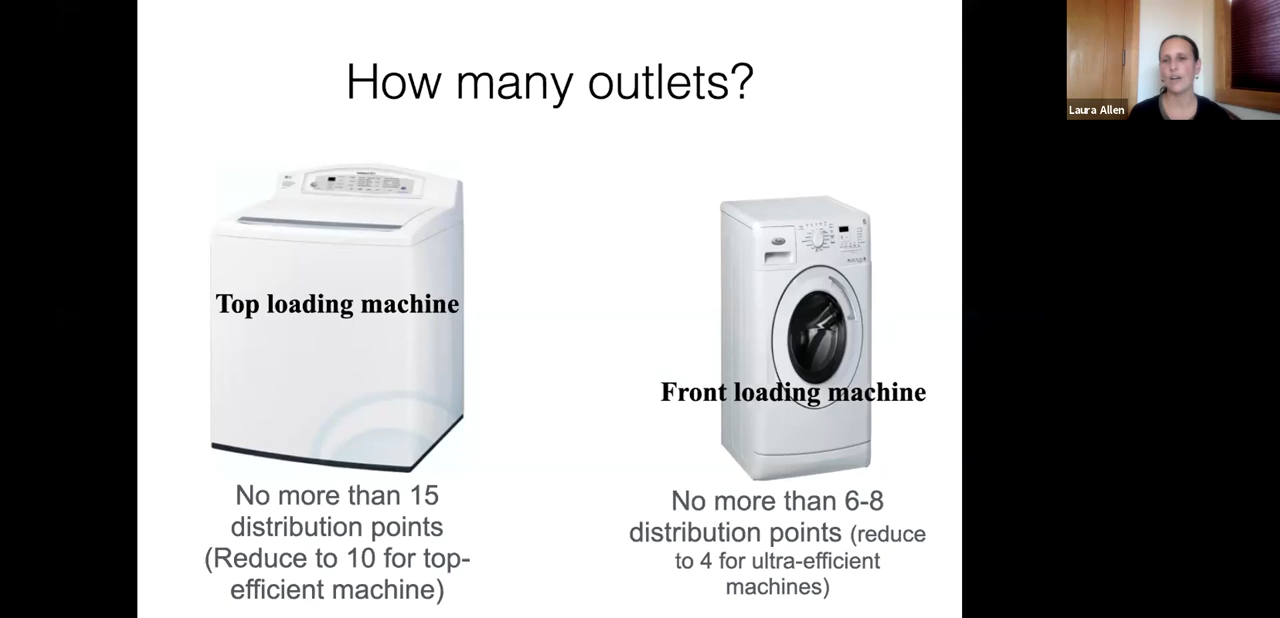 How many outlets?
Laura Allen
Top loading machine
Front loading machine
No more than 15
distribution points
(Reduce to 10 for top-
efficient machine)
No more than 6-8
distribution points (reduce
to 4 for ultra-efficient
machines)